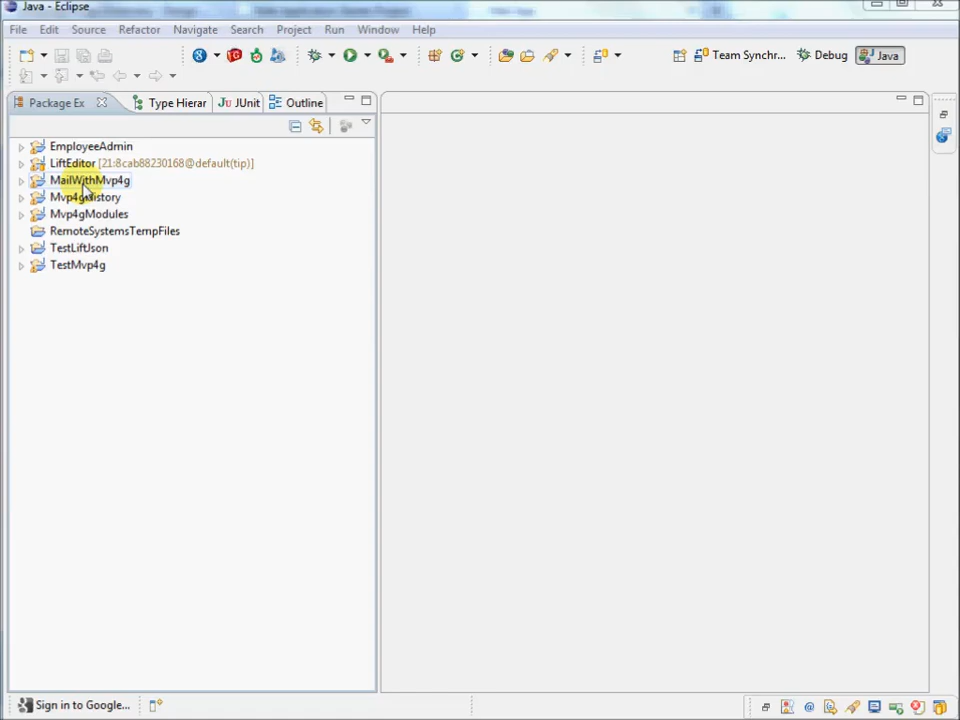 Java - Eclipse
File Edit Source Refactor Navigate Search Project Run Window Help
Team Synchr... Debug Java
Package Ex Type Hierar JUnit Outline
EmployeeAdmin
LiftEditor [21:8cab88230168@default(tip)]
MailWithMvp4g
Mvp4gHistory
Mvp4gModules
RemoteSystemsTempFiles
TestLiftJson
TestMvp4g
Sign in to Google...